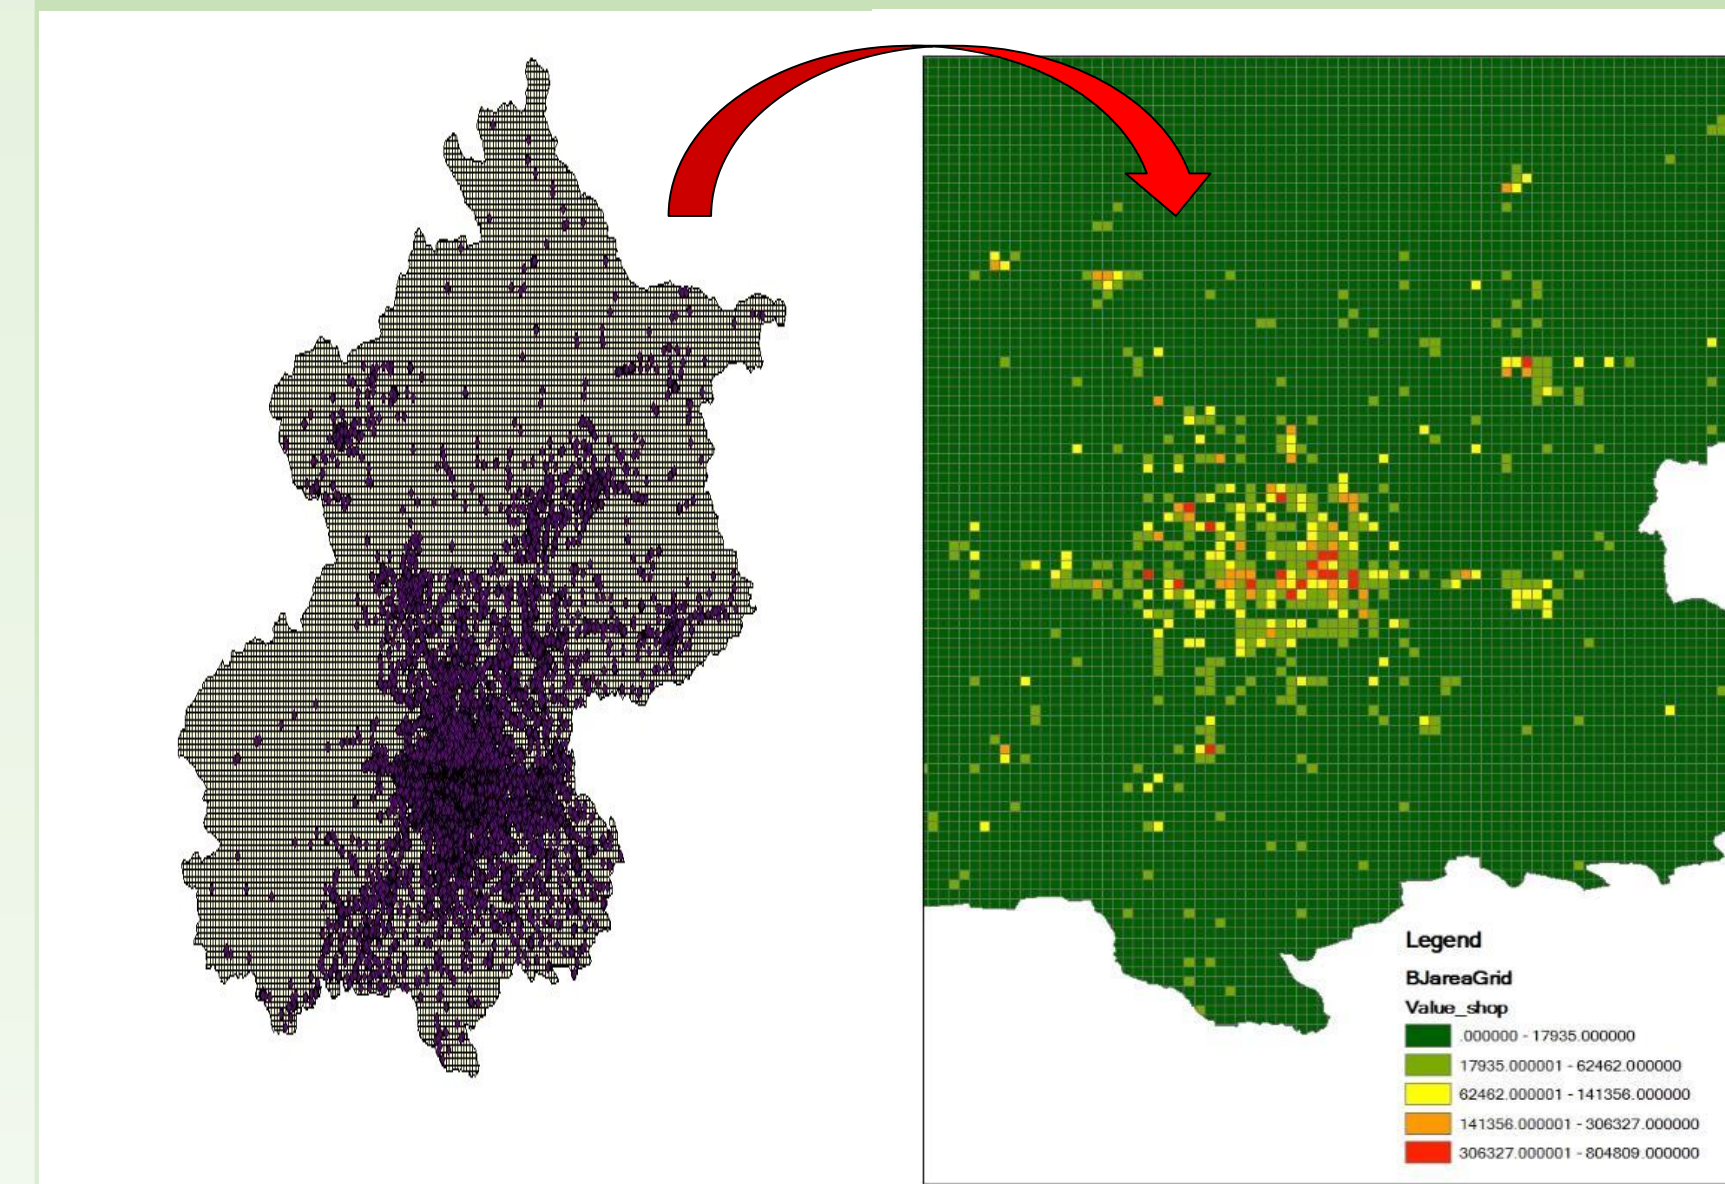 Legend
BJareaGrid
Value_shop
.000000 - 17935.000000
17935.000001 - 62462.000000
62462.000001 - 141356.000000
141356.000001 - 306327.000000
306327.000001 - 804809.000000